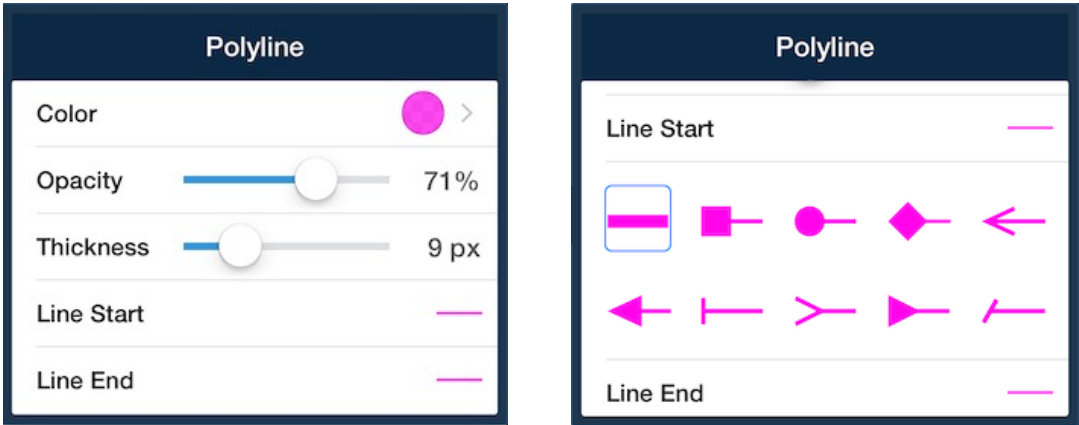 Polyline
Color
Opacity 71%
Thickness 9 px
Line Start
Line End
Polyline
Line Start
Line End